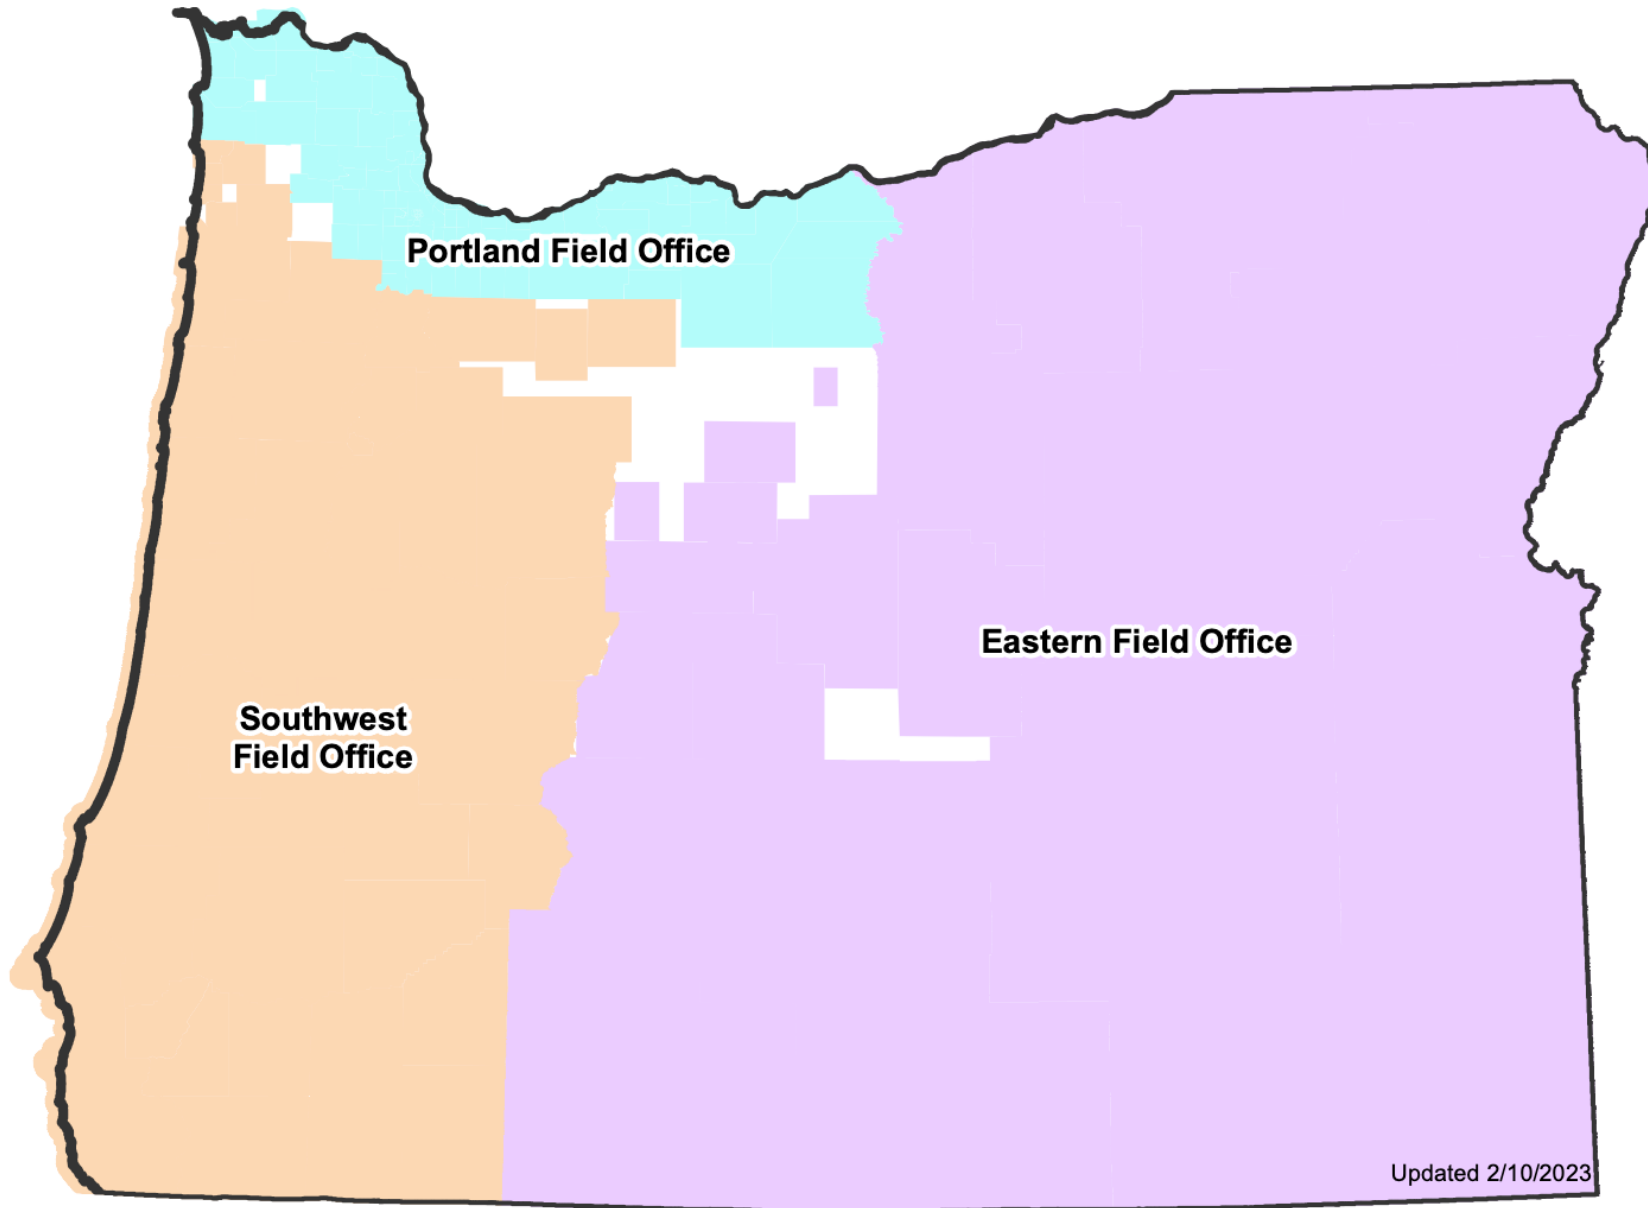 Portland Field Office
Eastern Field Office
Southwest
Field Office
Updated 2/10/2023